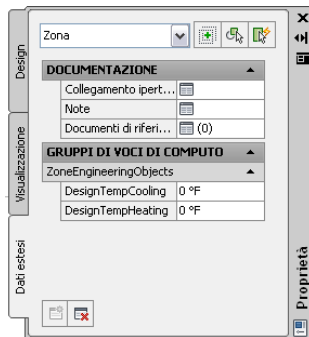 Zona
DOCUMENTAZIONE
Collegamento ipert...
Note
Documenti di riferi... (0)
GRUPPI DI VOCI DI COMPUTO
ZoneEngineeringObjects
DesignTempCooling 0 °F
DesignTempHeating 0 °F
Design
Visualizzazione
Dati estesi
Proprietà